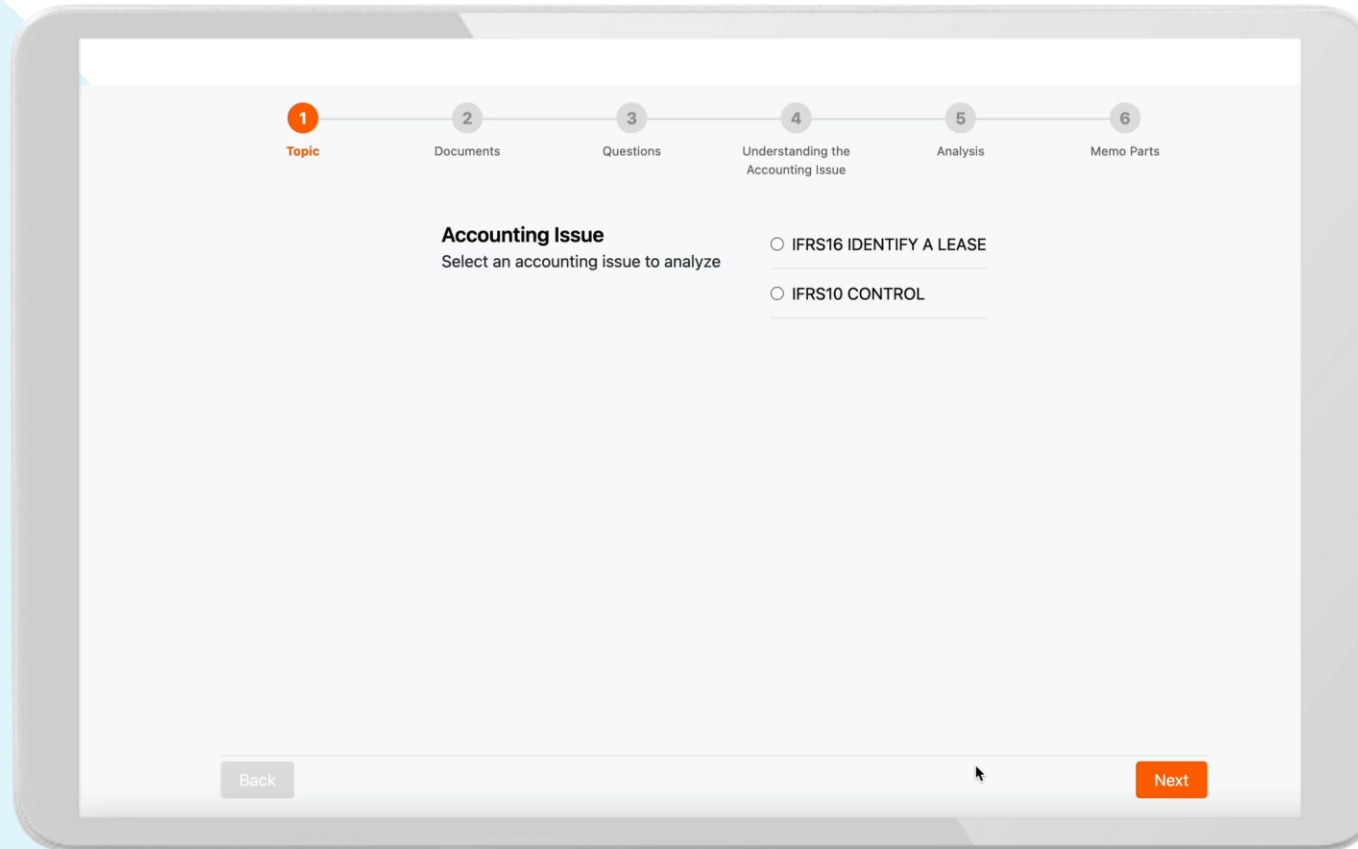 1
2
3
4
5
6
Topic
Documents
Questions
Understanding the
Accounting Issue
Analysis
Memo Parts
Accounting Issue
Select an accounting issue to analyze
IFRS16 IDENTIFY A LEASE
IFRS10 CONTROL
Back
Next